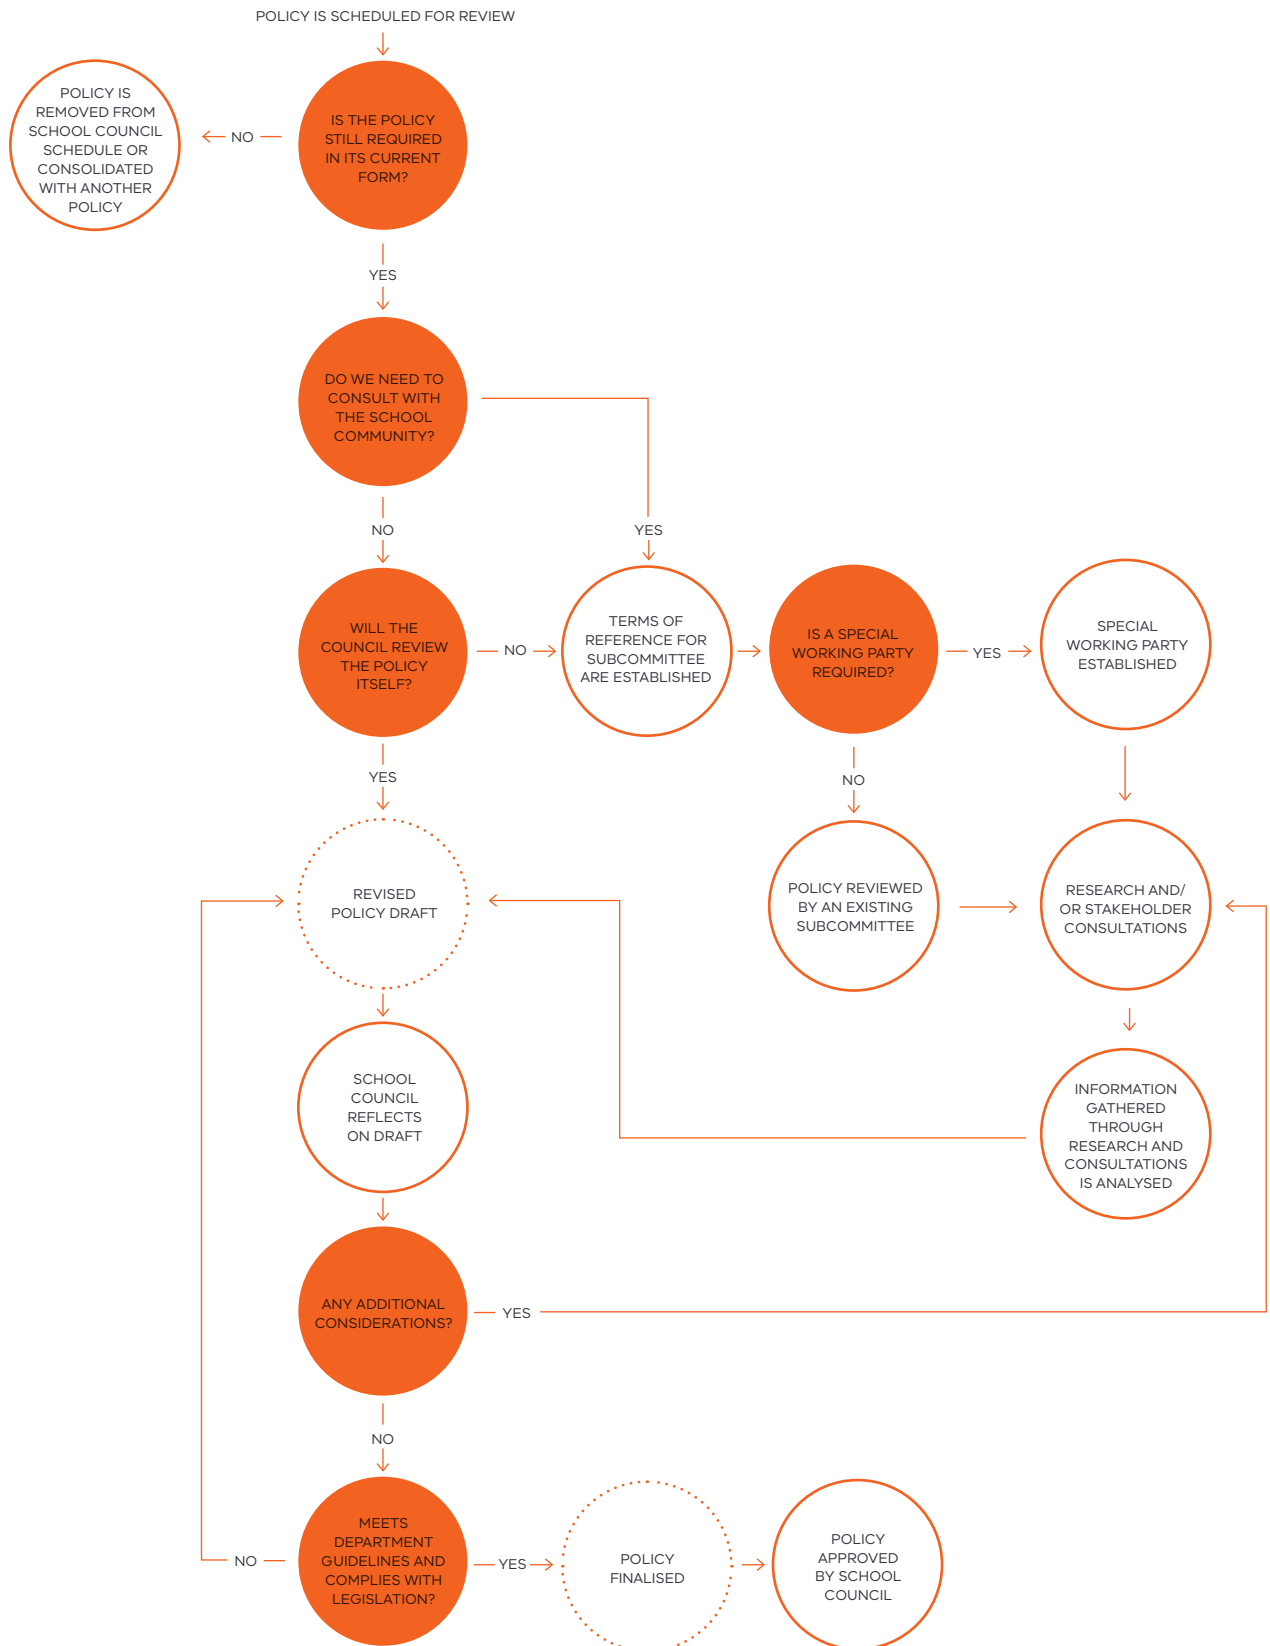 POLICY IS SCHEDULED FOR REVIEW
POLICY IS
REMOVED FROM
SCHOOL COUNCIL
SCHEDULE OR
CONSOLIDATED
WITH ANOTHER
POLICY
NO
IS THE POLICY
STILL REQUIRED
IN ITS CURRENT
FORM?
YES
DO WE NEED TO
CONSULT WITH
THE SCHOOL
COMMUNITY?
NO
YES
WILL THE
COUNCIL REVIEW
THE POLICY
ITSELF?
NO
TERMS OF
REFERENCE FOR
SUBCOMMITTEE
ARE ESTABLISHED
IS A SPECIAL
WORKING PARTY
REQUIRED?
YES
SPECIAL
WORKING PARTY
ESTABLISHED
YES
NO
REVISED
POLICY DRAFT
POLICY REVIEWED
BY AN EXISTING
SUBCOMMITTEE
RESEARCH AND/
OR STAKEHOLDER
CONSULTATIONS
SCHOOL
COUNCIL
REFLECTS
ON DRAFT
INFORMATION
GATHERED
THROUGH
RESEARCH AND
CONSULTATIONS
IS ANALYSED
ANY ADDITIONAL
CONSIDERATIONS?
YES
NO
NO
MEETS
DEPARTMENT
GUIDELINES AND
COMPLIES WITH
LEGISLATION?
YES
POLICY
FINALISED
POLICY
APPROVED
BY SCHOOL
COUNCIL